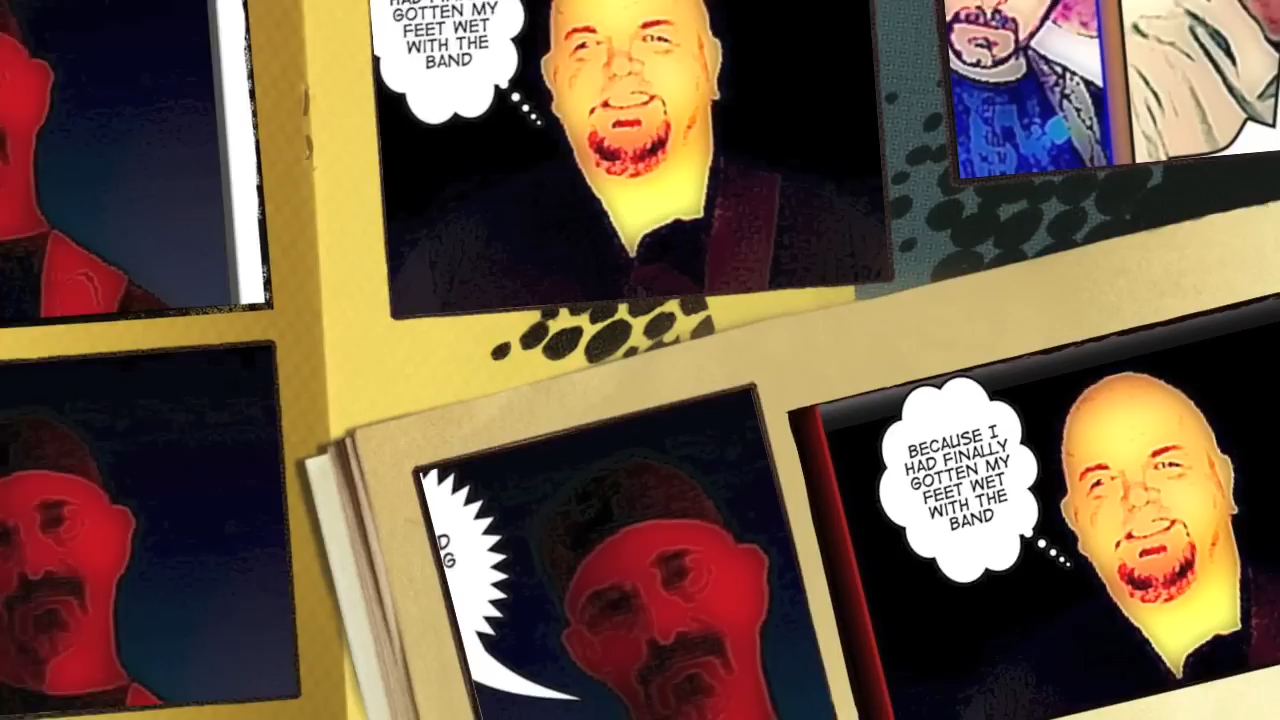 GOTTEN MY
FEET WET
WITH THE
BAND
BECAUSE I
HAD FINALLY
GOTTEN MY
FEET WET
WITH THE
BAND
D
G